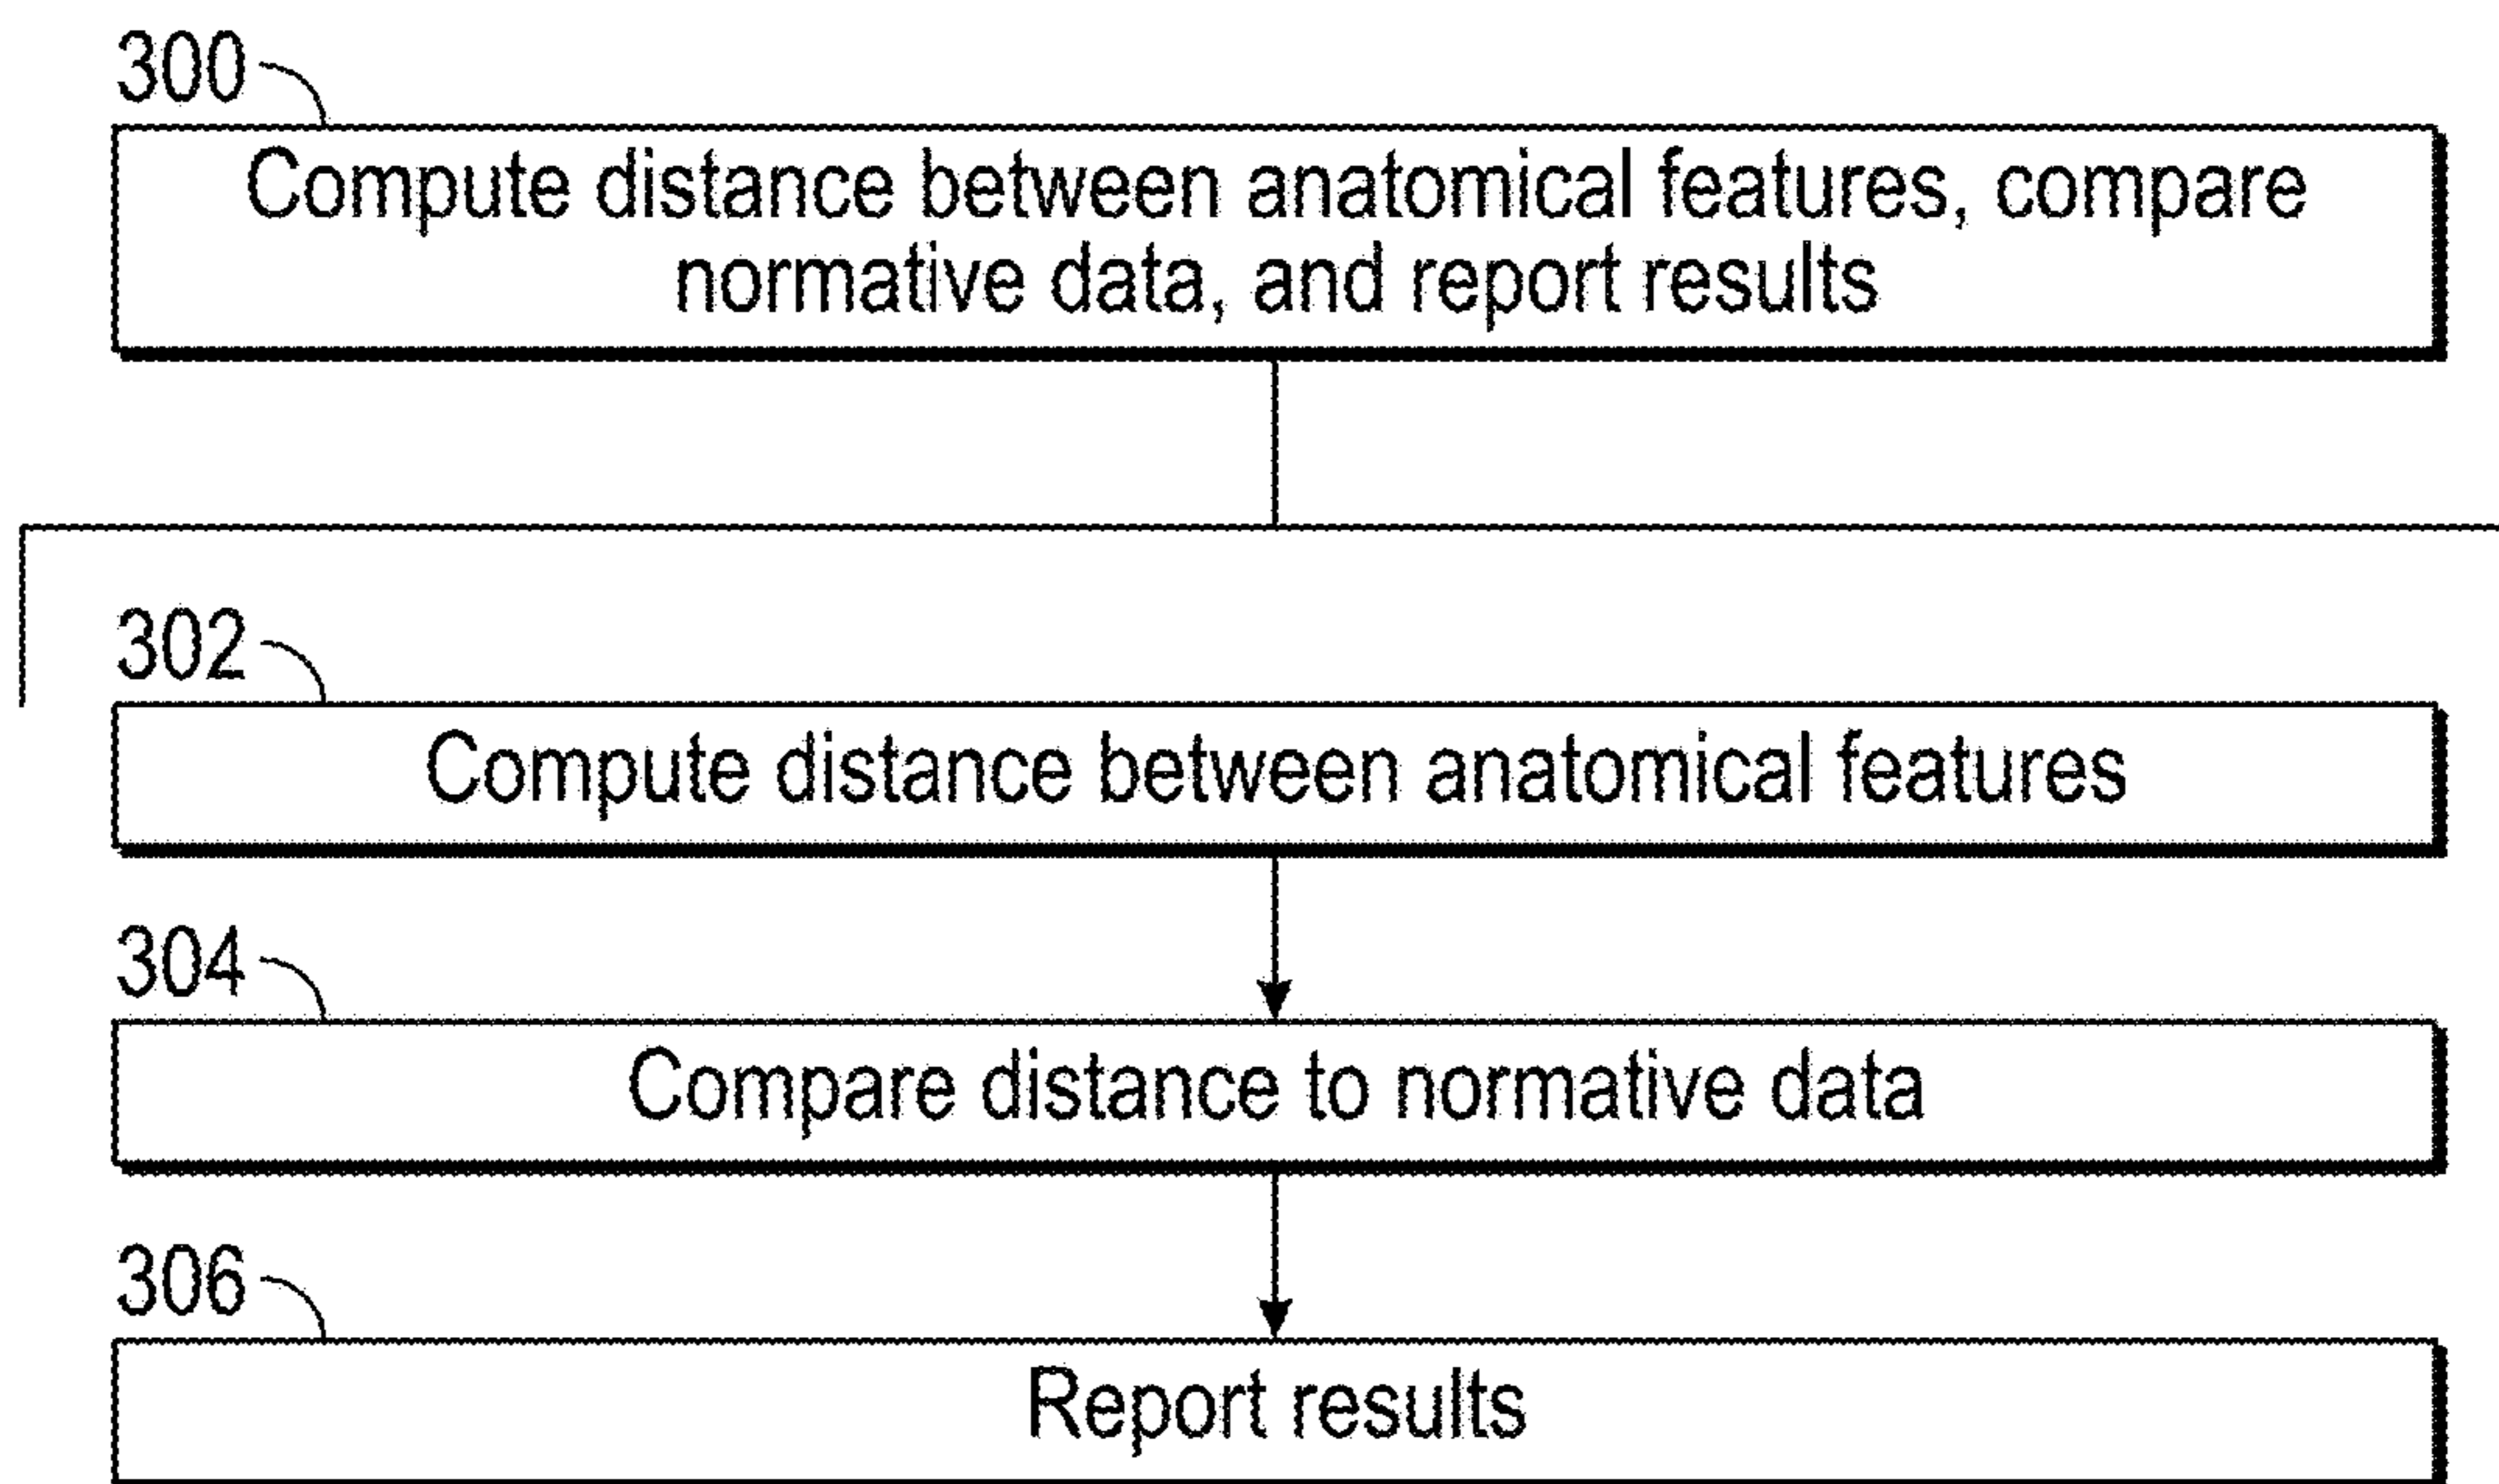 300
Compute distance between anatomical features, compare
normative data, and report results
302
Compute distance between anatomical features
304
Compare distance to normative data
306
Report results